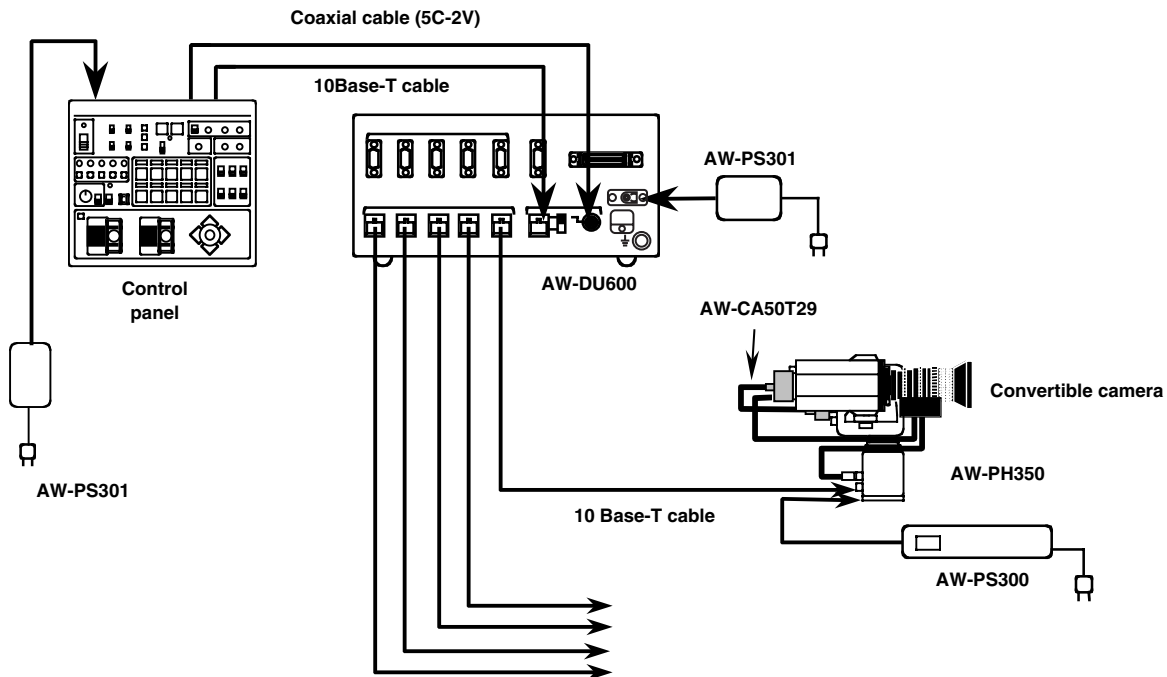 Coaxial cable (5C-2V)
10Base-T cable
AW-PS301
Control
panel
AW-DU600
AW-CA50T29
Convertible camera
AW-PS301
AW-PH350
10 Base-T cable
AW-PS300